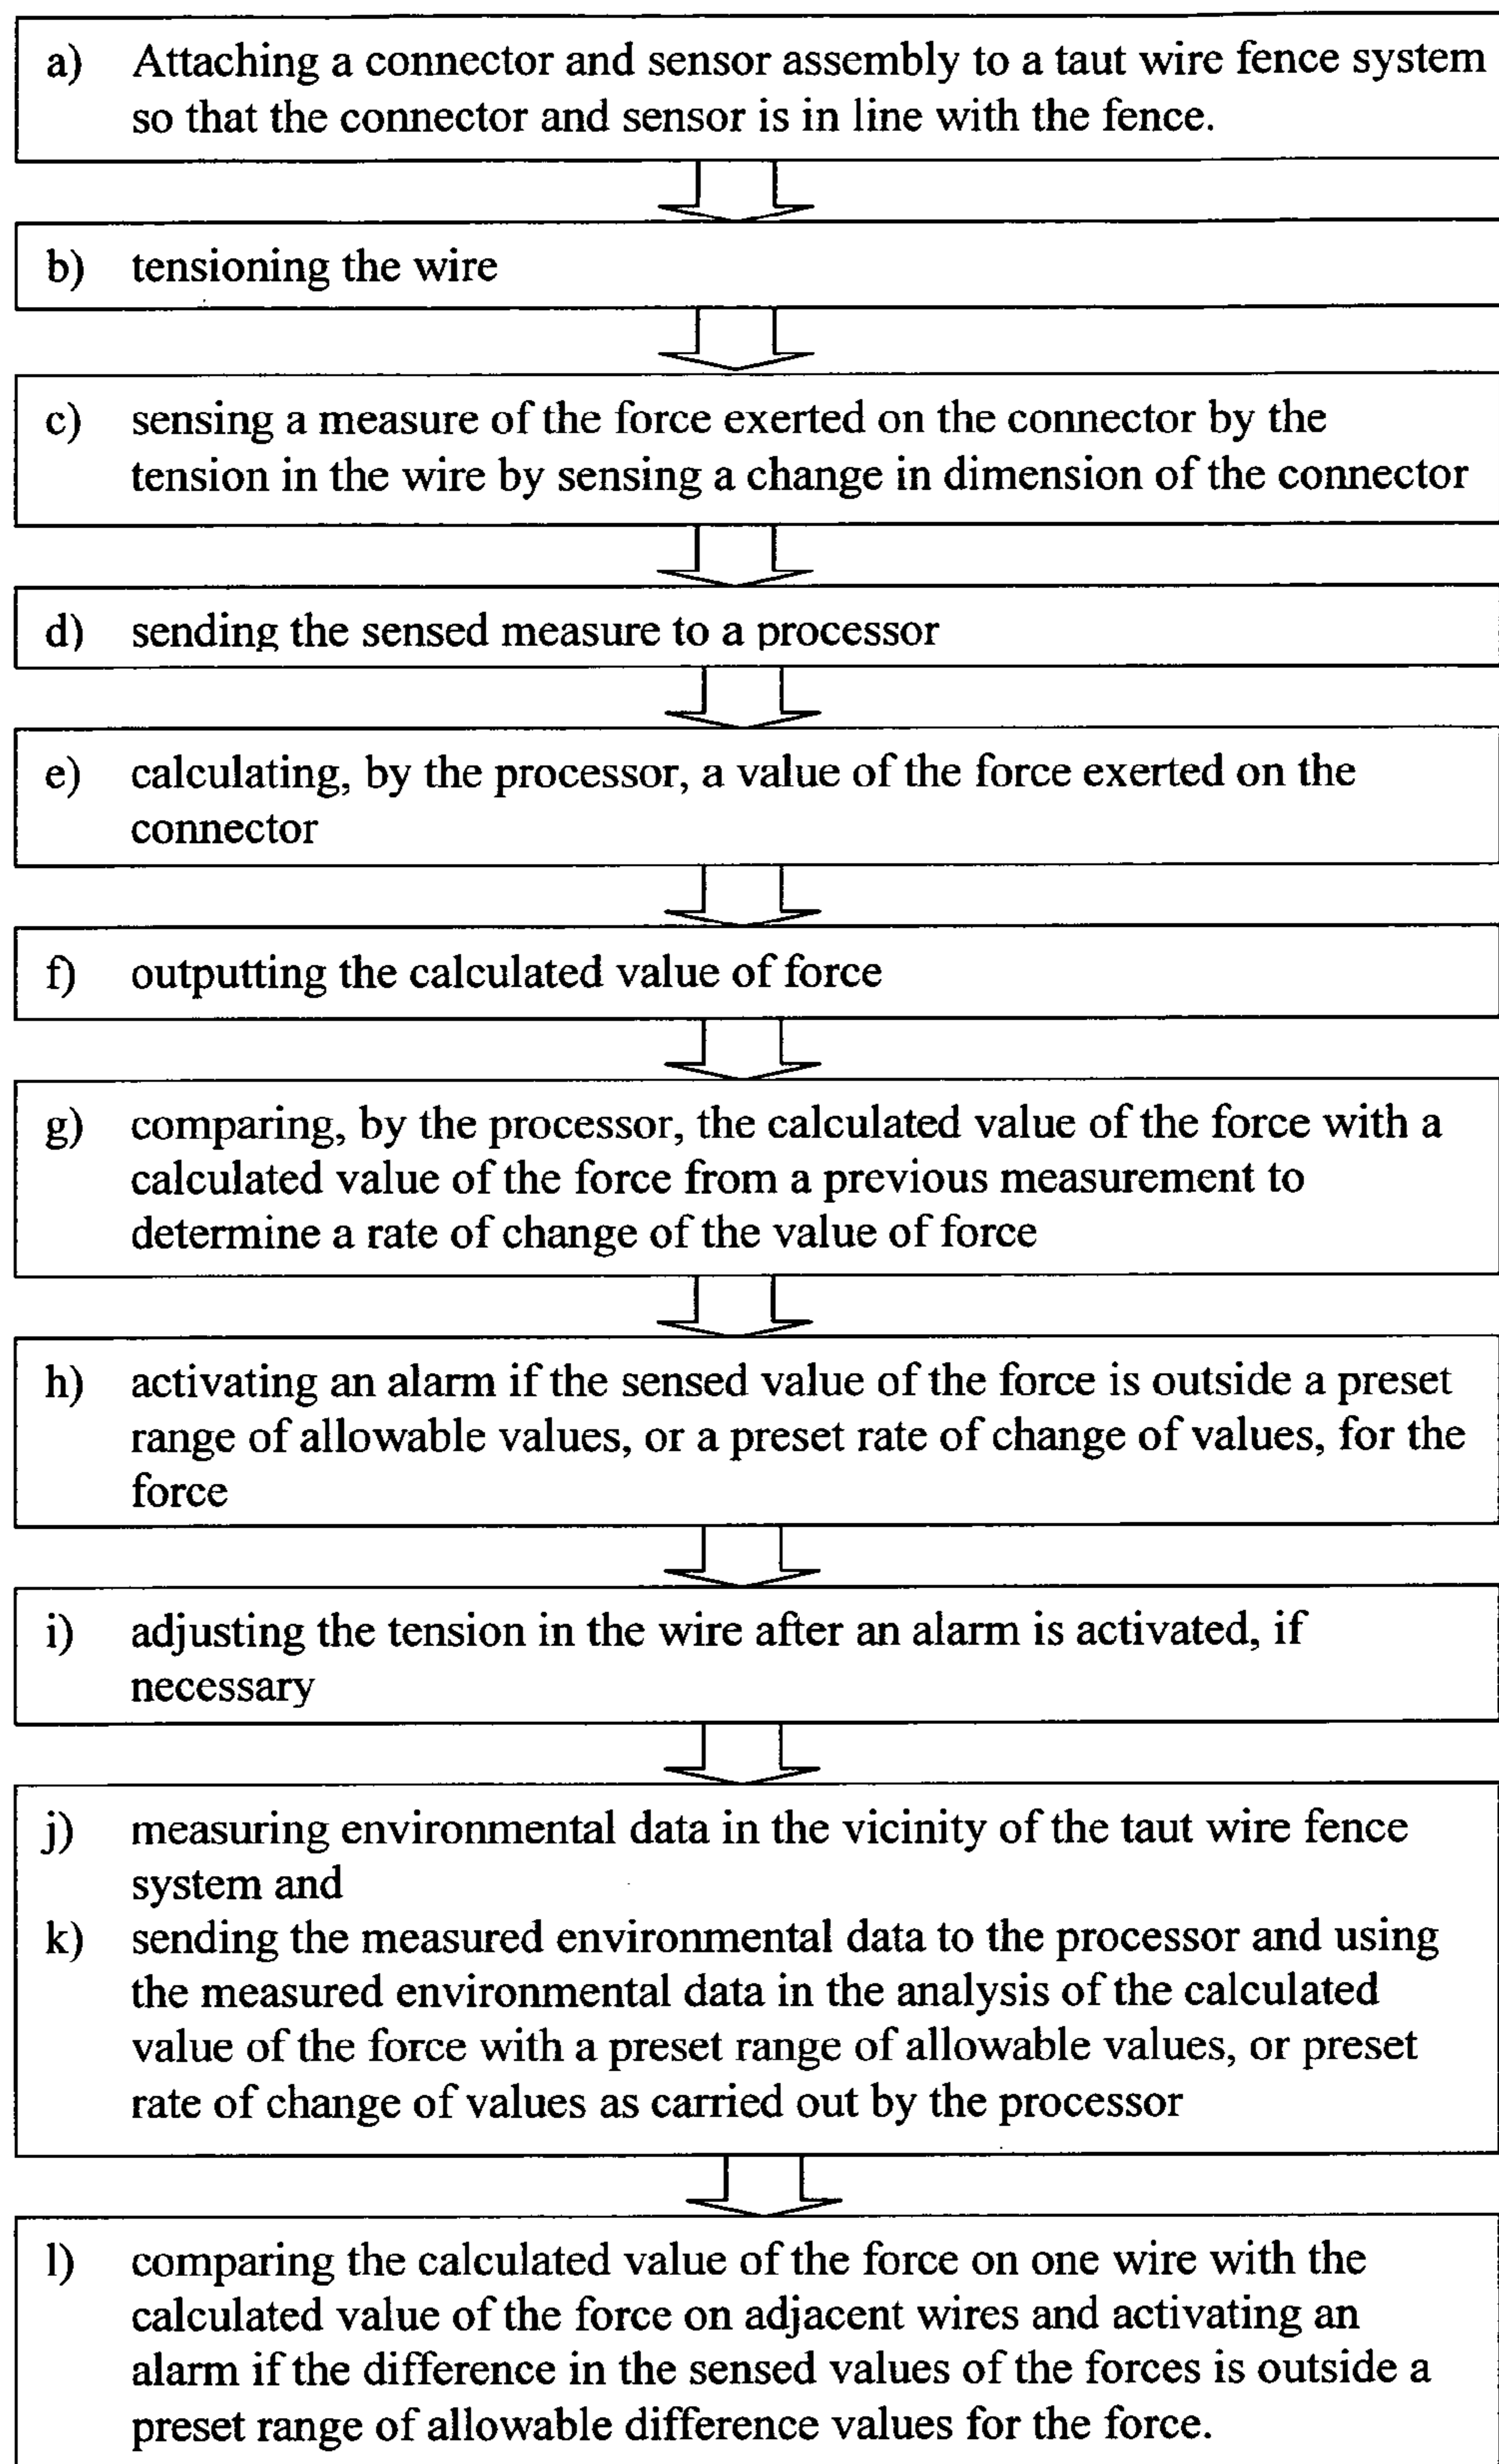 a) Attaching a connector and sensor assembly to a taut wire fence system
so that the connector and sensor is in line with the fence.
b) tensioning the wire
c) sensing a measure of the force exerted on the connector by the
tension in the wire by sensing a change in dimension of the connector
d) sending the sensed measure to a processor
e) calculating, by the processor, a value of the force exerted on the
connector
f) outputting the calculated value of force
g) comparing, by the processor, the calculated value of the force with a
calculated value of the force from a previous measurement to
determine a rate of change of the value of force
h) activating an alarm if the sensed value of the force is outside a preset
range of allowable values, or a preset rate of change of values, for the
force
i) adjusting the tension in the wire after an alarm is activated, if
necessary
j) measuring environmental data in the vicinity of the taut wire fence
system and
k) sending the measured environmental data to the processor and using
the measured environmental data in the analysis of the calculated
value of the force with a preset range of allowable values, or preset
rate of change of values as carried out by the processor
l) comparing the calculated value of the force on one wire with the
calculated value of the force on adjacent wires and activating an
alarm if the difference in the sensed values of the forces is outside a
preset range of allowable difference values for the force.